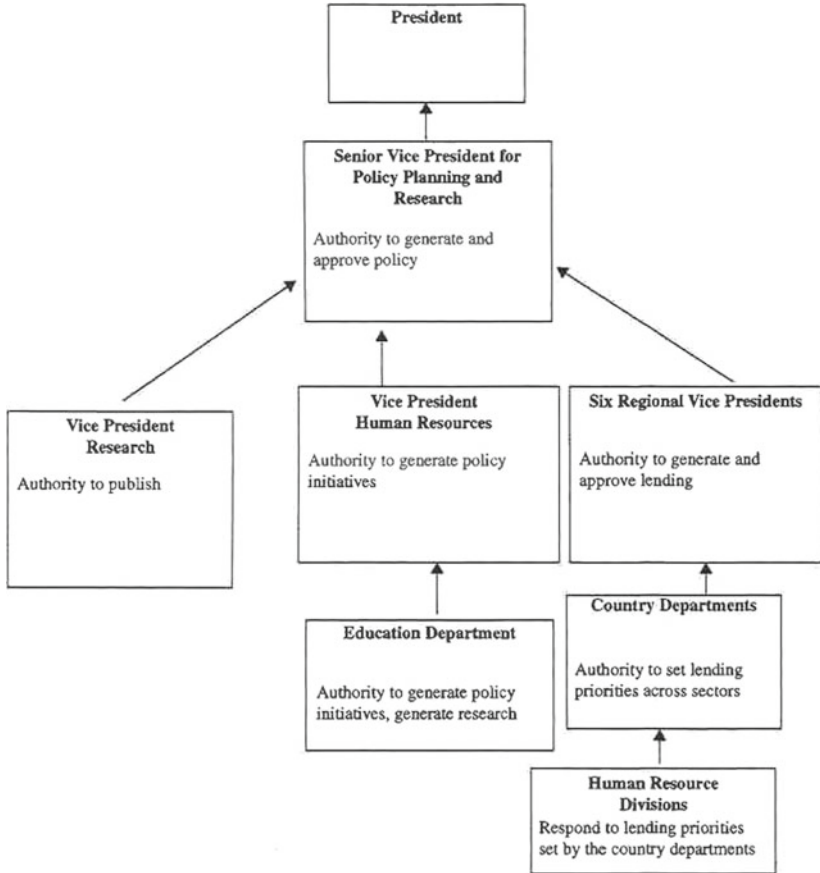 President
Senior Vice President for
Policy Planning and
Research
Authority to generate and
approve policy
Vice President
Research
Authority to publish
Vice President
Human Resources
Authority to generate policy
initiatives
Six Regional Vice Presidents
Authority to generate and
approve lending
Education Department
Authority to generate policy
initiatives, generate research
Country Departments
Authority to set lending
priorities across sectors
Human Resource
Divisions
Respond to lending priorities
set by the country departments